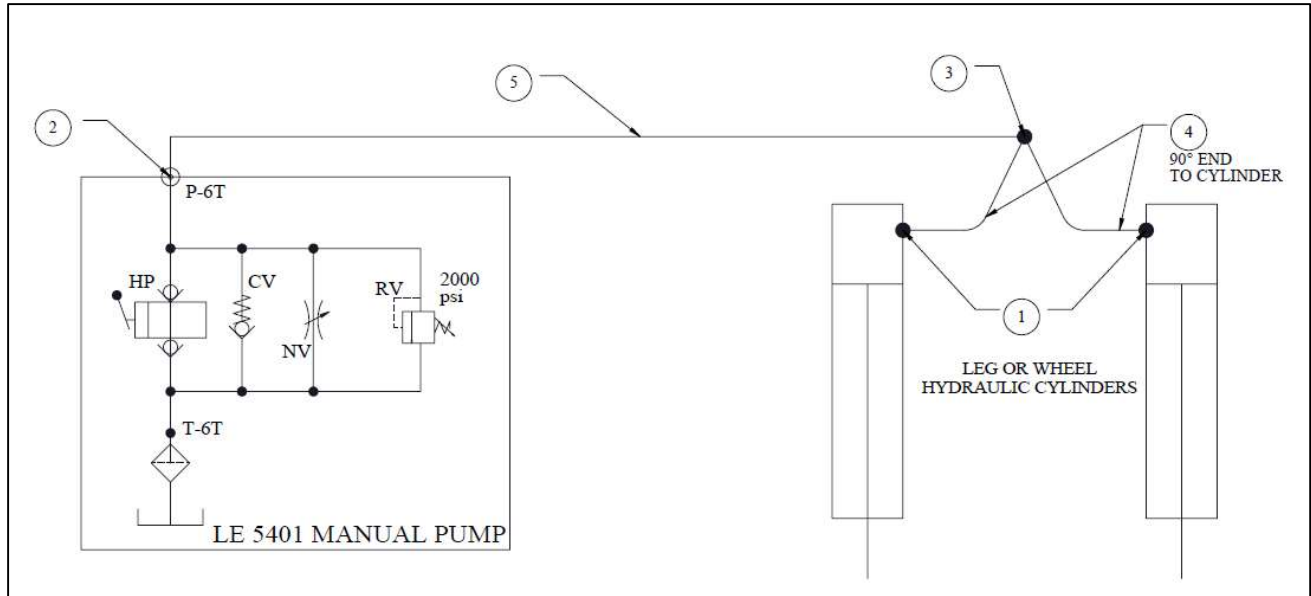 5
3
2
4
90° END
TO CYLINDER
P-6T
HP
CV
RV
2000
psi
NV
1
LEG OR WHEEL
HYDRAULIC CYLINDERS
T-6T
LE 5401 MANUAL PUMP